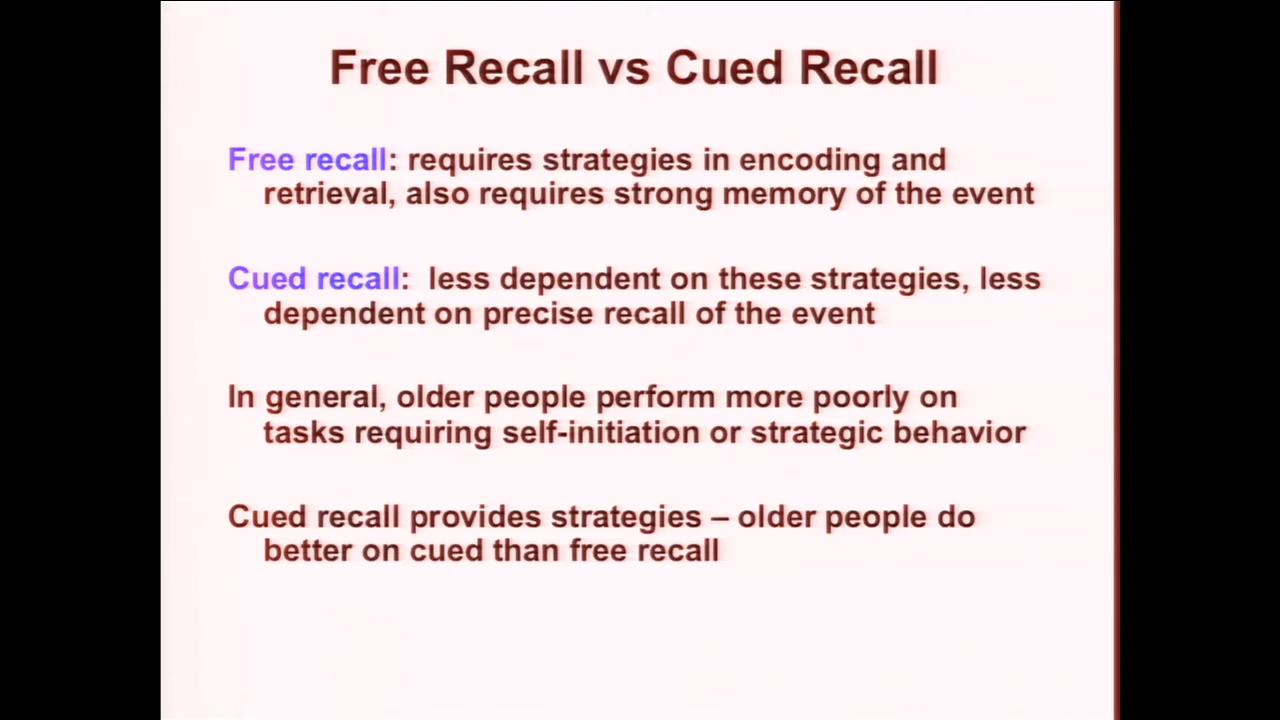 Free Recall vs Cued Recall
Free recall: requires strategies in encoding and
retrieval, also requires strong memory of the event
Cued recall:  less dependent on these strategies, less
dependent on precise recall of the event
In general, older people perform more poorly on
tasks requiring self-initiation or strategic behavior
Cued recall provides strategies – older people do
better on cued than free recall